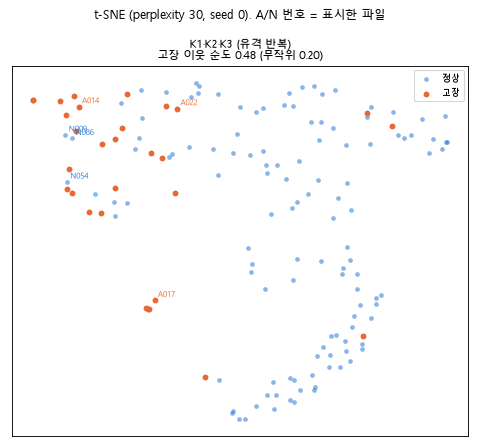 t-SNE (perplexity 30, seed 0). A/N 번호 = 표시한 파일
K1·K2·K3 (유격 반복)
고장 이웃 순도 0.48 (무작위 0.20)
정상
고장
A014
A022
N086
N054
A017